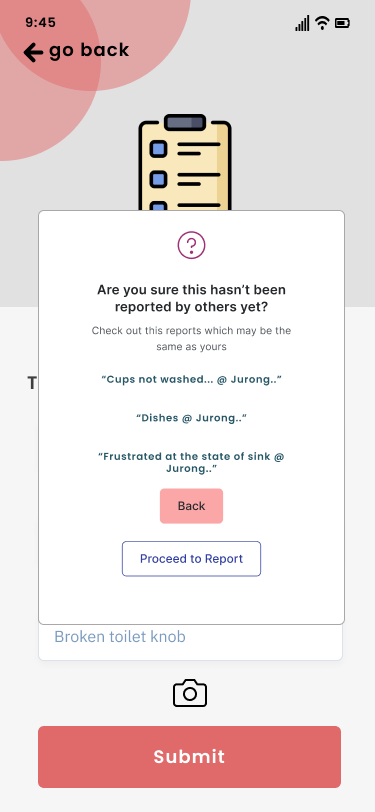 9:45
go back
Are you sure this hasn't been
reported by others yet?
Check out this reports which may be the
same as yours
“Cups not washed... @ Jurong..”
“Dishes @ Jurong..”
“Frustrated at the state of sink @
Jurong..”
T
Back
Proceed to Report
Broken toilet knob
Submit